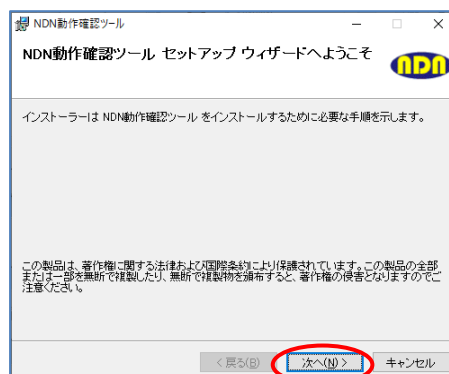 NDN動作確認ツール
NDN動作確認ツール セットアップ ウィザードへようこそ
NDN
インストーラーは NDN動作確認ツール をインストールするために必要な手順を示します。
この製品は、著作権に関する法律および国際条約により保護されています。この製品の全部
または一部を無断で複製したり、無断で複製物を頒布すると、著作権の侵害となりますのでご
注意ください。
< 戻る(B)
次へ(N) >
キャンセル